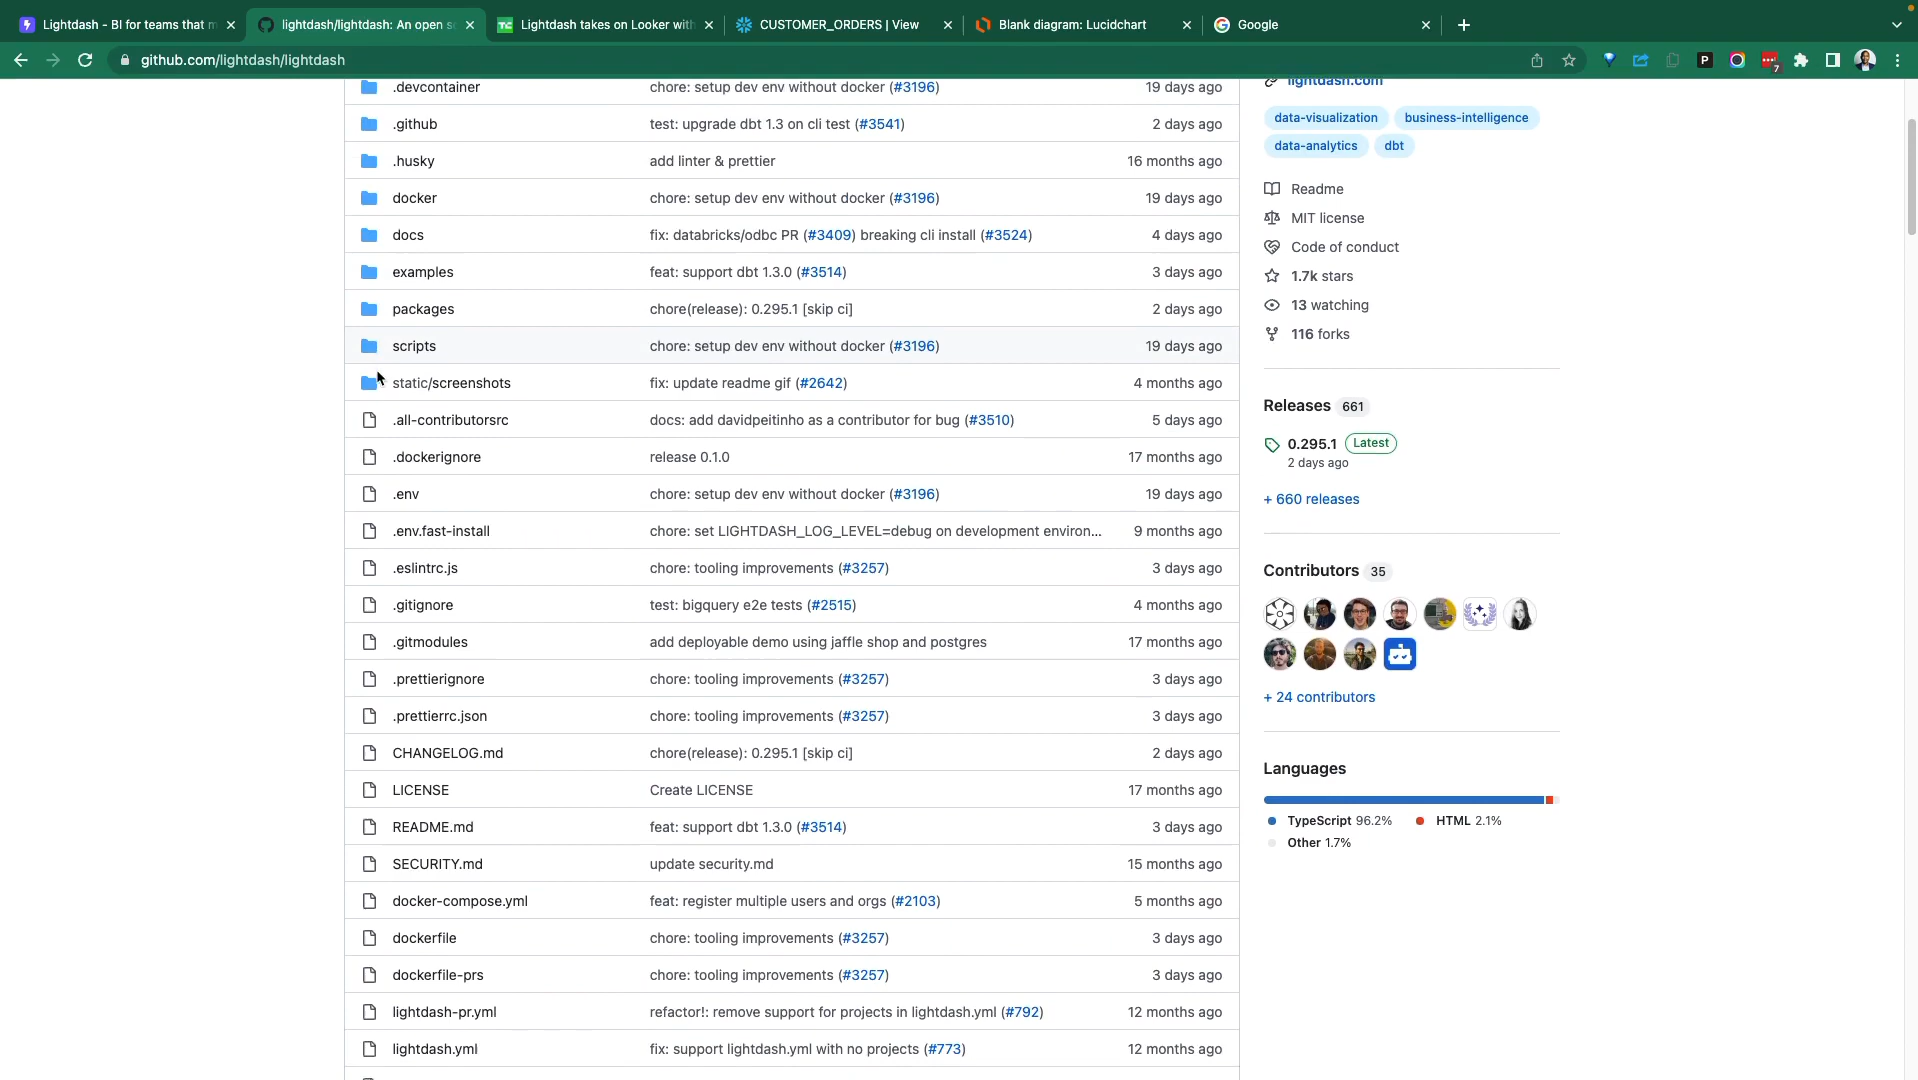 Lightdash - BI for teams that m
lightdash/lightdash: An open s
Lightdash takes on Looker with
CUSTOMER_ORDERS | View
Blank diagram: Lucidchart
Google
github.com/lightdash/lightdash
P
7
.devcontainer chore: setup dev env without docker (#3196) 19 days ago
.github test: upgrade dbt 1.3 on cli test (#3541) 2 days ago
.husky add linter & prettier 16 months ago
docker chore: setup dev env without docker (#3196) 19 days ago
docs fix: databricks/odbc PR (#3409) breaking cli install (#3524) 4 days ago
examples feat: support dbt 1.3.0 (#3514) 3 days ago
packages chore(release): 0.295.1 [skip ci] 2 days ago
scripts chore: setup dev env without docker (#3196) 19 days ago
static/screenshots fix: update readme gif (#2642) 4 months ago
.all-contributorsrc docs: add davidpeitinho as a contributor for bug (#3510) 5 days ago
.dockerignore release 0.1.0 17 months ago
.env chore: setup dev env without docker (#3196) 19 days ago
.env.fast-install chore: set LIGHTDASH_LOG_LEVEL=debug on development environ... 9 months ago
.eslintrc.js chore: tooling improvements (#3257) 3 days ago
.gitignore test: bigquery e2e tests (#2515) 4 months ago
.gitmodules add deployable demo using jaffle shop and postgres 17 months ago
.prettierignore chore: tooling improvements (#3257) 3 days ago
.prettierrc.json chore: tooling improvements (#3257) 3 days ago
CHANGELOG.md chore(release): 0.295.1 [skip ci] 2 days ago
LICENSE Create LICENSE 17 months ago
README.md feat: support dbt 1.3.0 (#3514) 3 days ago
SECURITY.md update security.md 15 months ago
docker-compose.yml feat: register multiple users and orgs (#2103) 5 months ago
dockerfile chore: tooling improvements (#3257) 3 days ago
dockerfile-prs chore: tooling improvements (#3257) 3 days ago
lightdash-pr.yml refactor!: remove support for projects in lightdash.yml (#792) 12 months ago
lightdash.yml fix: support lightdash.yml with no projects (#773) 12 months ago
lightdash.com
data-visualization business-intelligence
data-analytics dbt
Readme
MIT license
Code of conduct
1.7k stars
13 watching
116 forks
Releases 661
0.295.1 Latest
2 days ago
+ 660 releases
Contributors 35
+ 24 contributors
Languages
TypeScript 96.2% HTML 2.1%
Other 1.7%